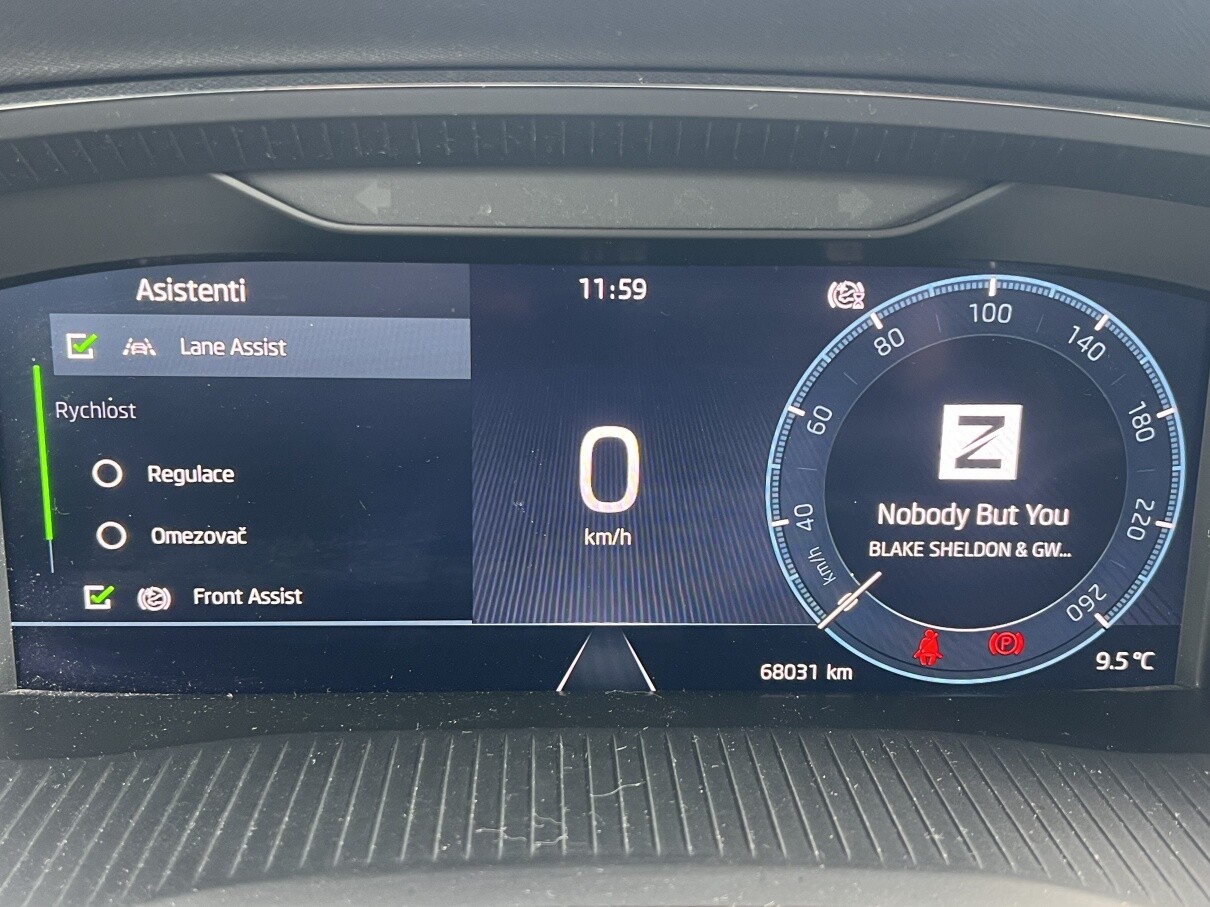 Asistenti
Lane Assist
Rychlost
Regulace
Omezovač
Front Assist
11:59
0
km/h
68031 km
40
60
80
100
140
180
220
260
km/h
Z
Nobody But You
BLAKE SHELDON & GW...
P
9.5 °C